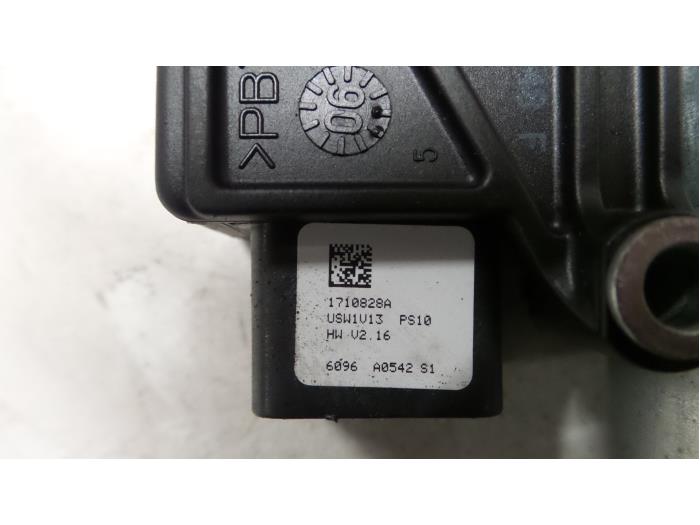 >PB
06
5
1710828A
USW1V13 PS10
HW V2.16
6096 A0542 S1